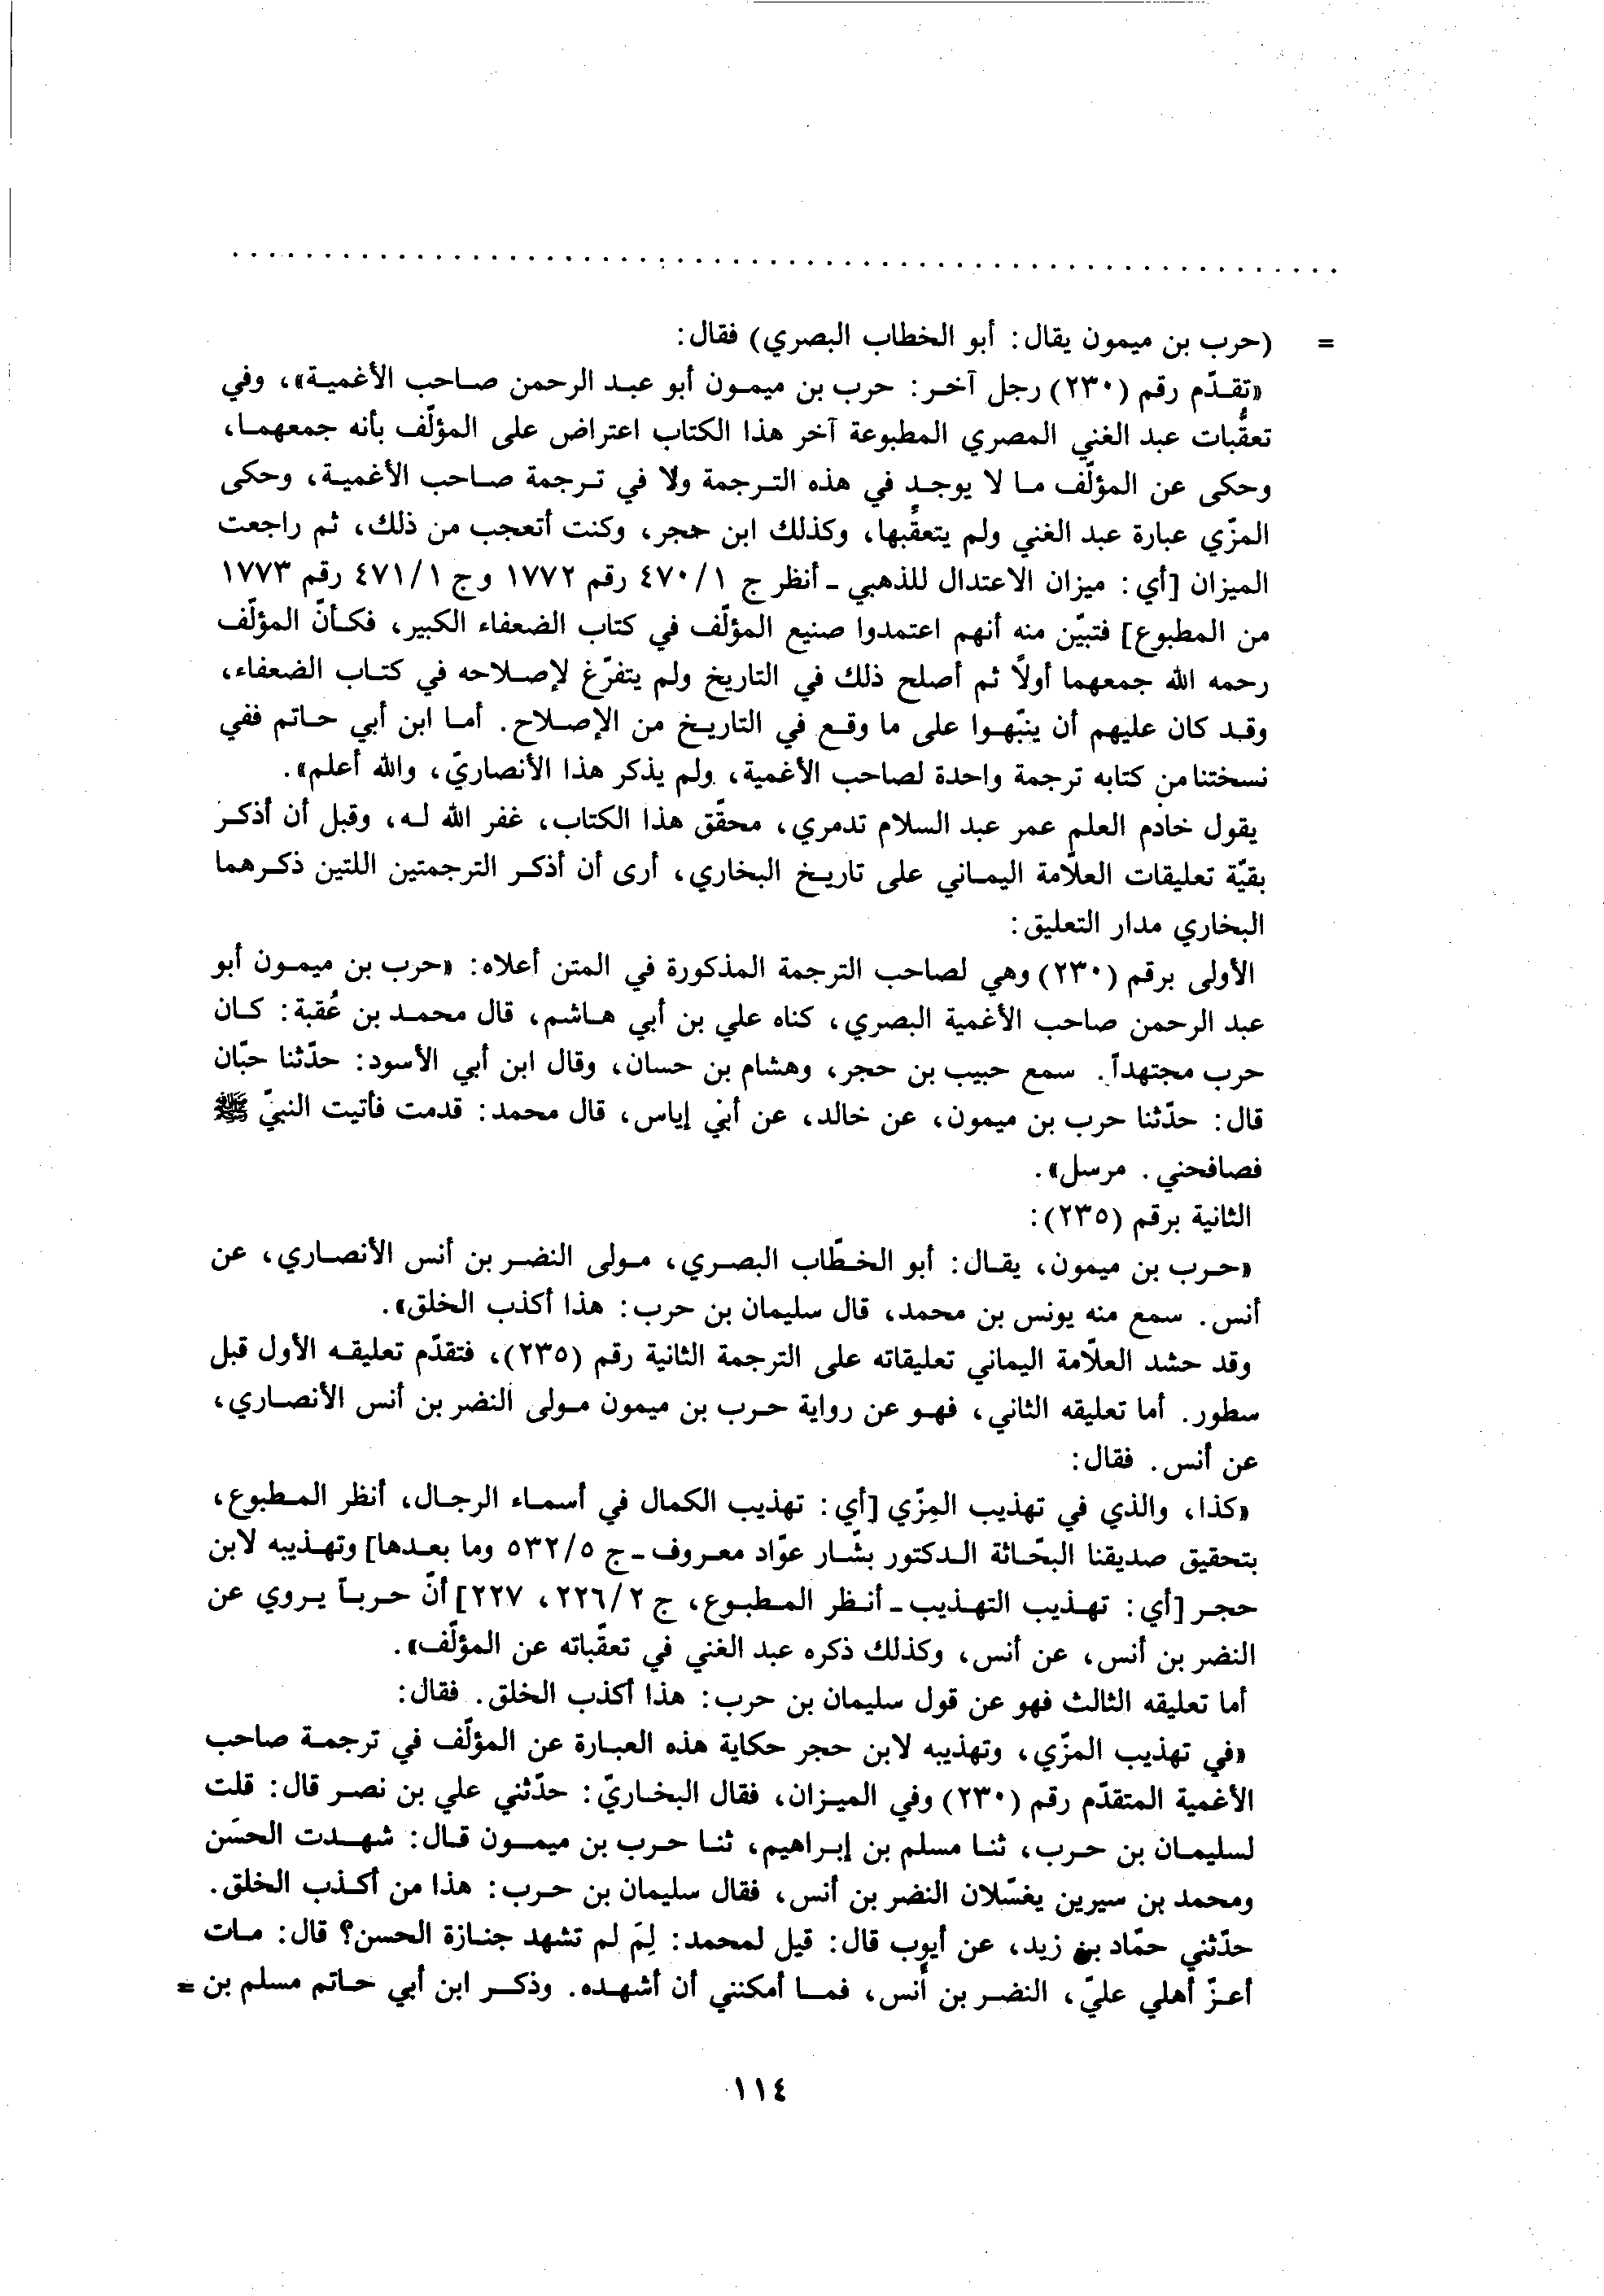 = (حرب بن ميمون يقال: أبو الخطاب البصري) فقال:
«تقدّم رقم (٢٣٠) رجل آخر: حرب بن ميمون أبو عبد الرحمن صاحب الأغمية»، وفي
تعقُّبات عبد الغني المصري المطبوعة آخر هذا الكتاب اعتراض على المؤلّف بأنه جمعهما،
وحكى عن المؤلّف ما لا يوجد في هذه الترجمة ولا في ترجمة صاحب الأغمية، وحكى
المزّي عبارة عبد الغني ولم يتعقّبها، وكذلك ابن حجر، وكنت أتعجب من ذلك، ثم راجعت
الميزان [أي: ميزان الاعتدال للذهبي ـ أنظر ج ٤٧٠/١ رقم ١٧٧٢ وج ٤٧١/١ رقم ١٧٧٣
من المطبوع] فتبيّن منه أنهم اعتمدوا صنيع المؤلّف في كتاب الضعفاء الكبير، فكأنّ المؤلّف
رحمه الله جمعهما أولاً ثم أصلح ذلك في التاريخ ولم يتفرّغ لإصلاحه في كتاب الضعفاء،
وقد كان عليهم أن ينبّهوا على ما وقع في التاريخ من الإصلاح. أما ابن أبي حاتم ففي
نسختنا من كتابه ترجمة واحدة لصاحب الأغمية، ولم يذكر هذا الأنصاريّ، والله أعلم».
يقول خادم العلم عمر عبد السلام تدمري، محقّق هذا الكتاب، غفر الله له، وقبل أن أذكر
بقيّة تعليقات العلاّمة اليماني على تاريخ البخاري، أرى أن أذكر الترجمتين اللتين ذكرهما
البخاري مدار التعليق:
الأولى برقم (٢٣٠) وهي لصاحب الترجمة المذكورة في المتن أعلاه: «حرب بن ميمون أبو
عبد الرحمن صاحب الأغمية البصري، كناه علي بن أبي هاشم، قال محمد بن عُقبة: كان
حرب مجتهداً. سمع حبيب بن حجر، وهشام بن حسان، وقال ابن أبي الأسود: حدّثنا حبّان
قال: حدّثنا حرب بن ميمون، عن خالد، عن أبي إياس، قال محمد: قدمت فأتيت النبيّ ﷺ
فصافحني. مرسل».
الثانية برقم (٢٣٥):
«حرب بن ميمون، يقال: أبو الخطّاب البصري، مولى النضر بن أنس الأنصاري، عن
أنس. سمع منه يونس بن محمد، قال سليمان بن حرب: هذا أكذب الخلق».
وقد حشد العلاّمة اليماني تعليقاته على الترجمة الثانية رقم (٢٣٥)، فتقدّم تعليقه الأول قبل
سطور. أما تعليقه الثاني، فهو عن رواية حرب بن ميمون مولى النضر بن أنس الأنصاري،
عن أنس. فقال:
«كذا، والذي في تهذيب المِزّي [أي: تهذيب الكمال في أسماء الرجال، أنظر المطبوع،
بتحقيق صديقنا البحّاثة الدكتور بشّار عوّاد معروف ـ ج ٥٣٢/٥ وما بعدها] وتهذيبه لابن
حجر [أي: تهذيب التهذيب ـ أنظر المطبوع، ج ٢٢٦/٢، ٢٢٧] أنّ حرباً يروي عن
النضر بن أنس، عن أنس، وكذلك ذكره عبد الغني في تعقّباته عن المؤلّف».
أما تعليقه الثالث فهو عن قول سليمان بن حرب: هذا أكذب الخلق. فقال:
«في تهذيب المزّي، وتهذيبه لابن حجر حكاية هذه العبارة عن المؤلّف في ترجمة صاحب
الأغمية المتقدّم رقم (٢٣٠) وفي الميزان، فقال البخاريّ: حدّثني علي بن نصر قال: قلت
لسليمان بن حرب، ثنا مسلم بن إبراهيم، ثنا حرب بن ميمون قال: شهدت الحسَن
ومحمد بن سيرين يغسّلان النضر بن أنس، فقال سليمان بن حرب: هذا من أكذب الخلق.
حدّثني حمّاد بن زيد، عن أيوب قال: قيل لمحمد: لِمَ لم تشهد جنازة الحسن؟ قال: مات
أعزّ أهلي عليّ، النضر بن أنس، فما أمكنني أن أشهده. وذكر ابن أبي حاتم مسلم بن =
١١٤